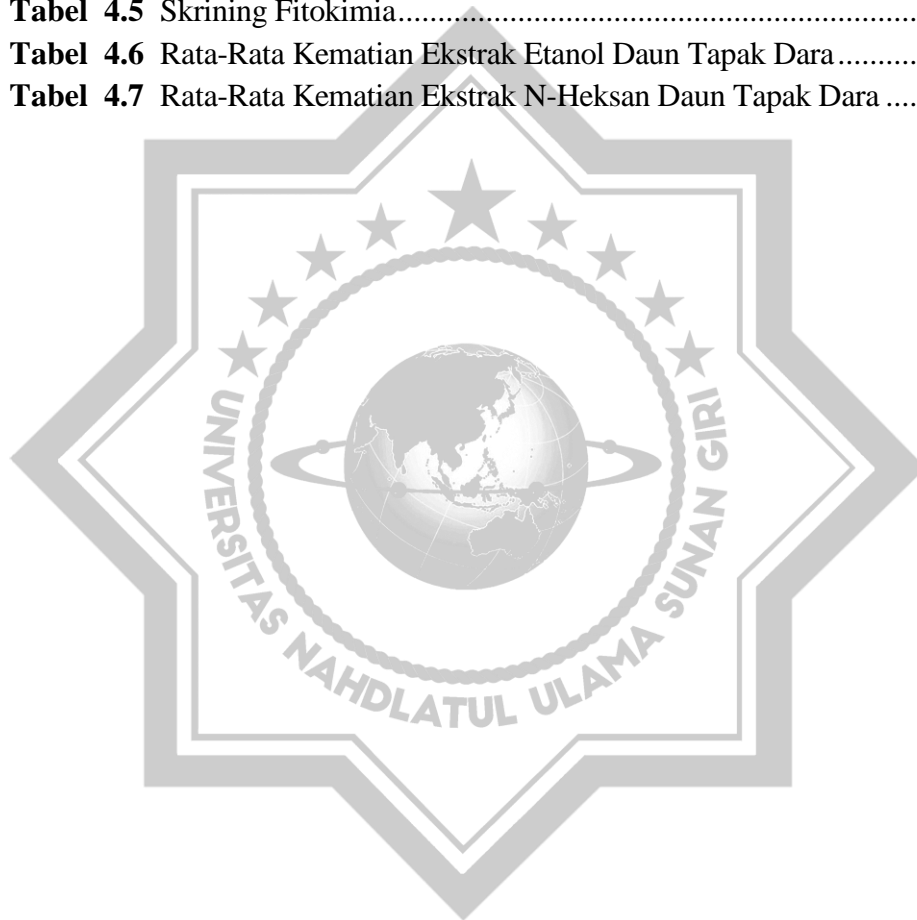 Tabel 4.5 Skrining Fitokimia..........................................................................
Tabel 4.6 Rata-Rata Kematian Ekstrak Etanol Daun Tapak Dara..........
Tabel 4.7 Rata-Rata Kematian Ekstrak N-Heksan Daun Tapak Dara ....
UNIVERSITAS NAHDLATUL ULAMA SUNAN GIRI